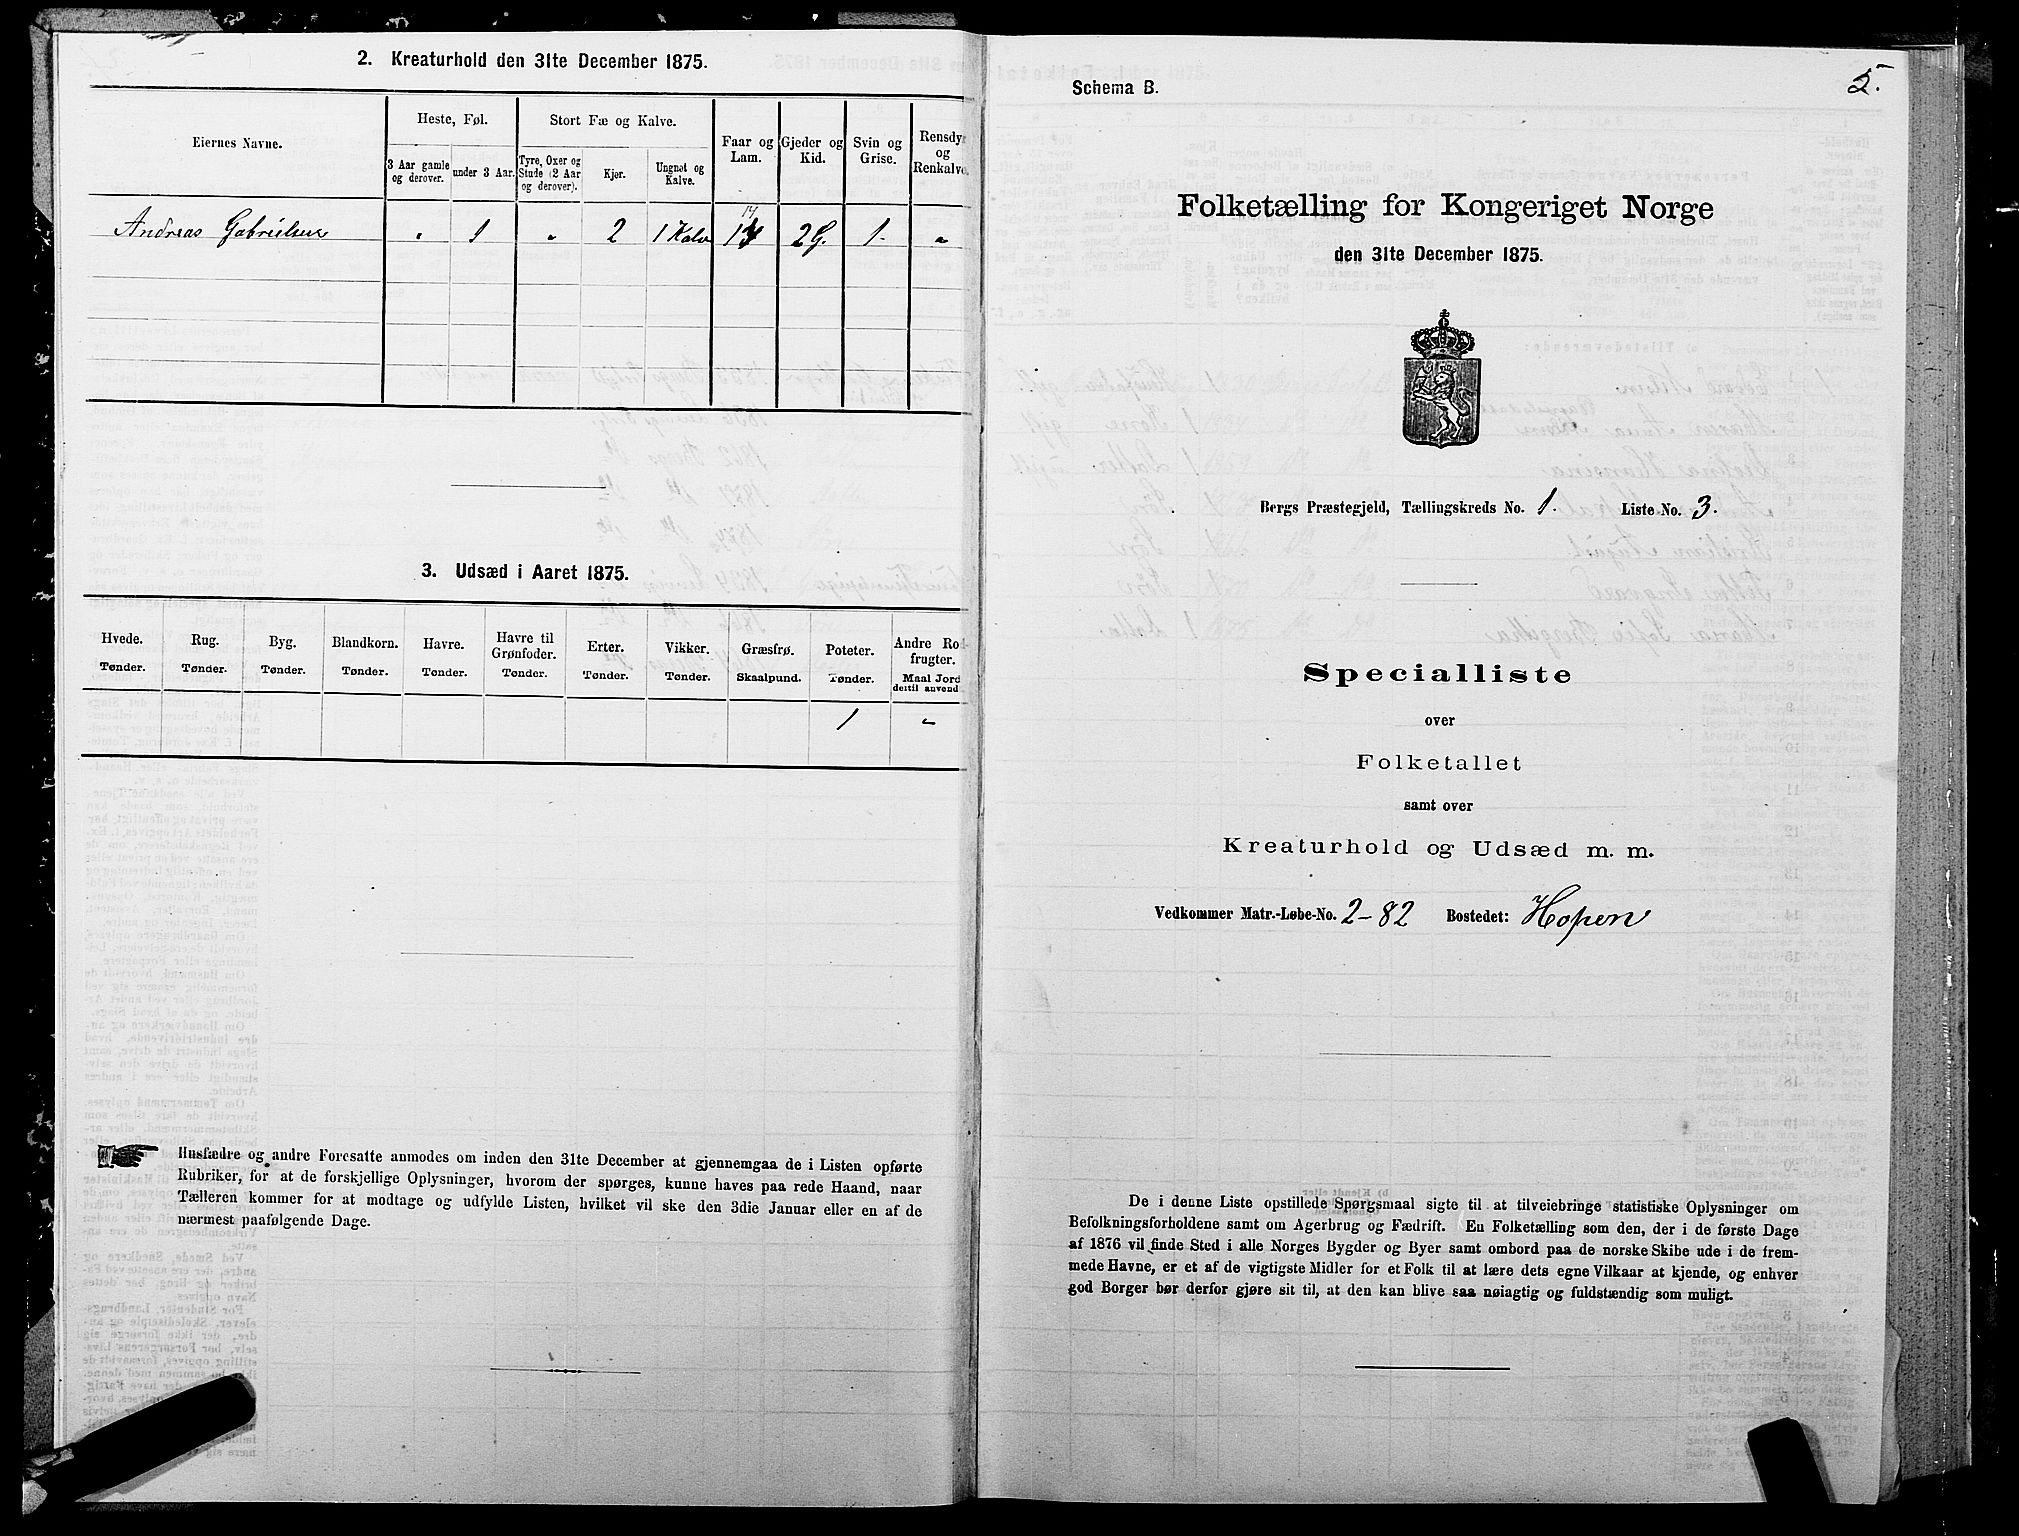 2. Kreaturhold den 31te December 1875.
Eiernes Navne.
Heste, Føl.
Stort Fæ og Kalve.
Faar og Lam.
Gjeder og Kid.
Svin og Grise.
Rensdyr og Renkalve.
3 Aar gamle og derover.
under 3 Aar.
Tyre, Oxer og Stude (2 Aar og derover).
Kjør.
Ungnøt og Kalve.
14
Andreas Gabrielsen " 1 " 2 1 Kalv 2 G. 1. "
3. Udsæd i Aaret 1875.
Hvede. Tønder.
Rug. Tønder.
Byg. Tønder.
Blandkorn. Tønder.
Havre. Tønder.
Havre til Grønfoder. Tønder.
Erter. Tønder.
Vikker. Tønder.
Græsfrø. Skaalpund.
Poteter. Tønder.
Andre Rodfrugter. Maal Jord dertil anvendt.
1 "
Husfædre og andre Foresatte anmodes om inden den 31te December at gjennemgaa de i Listen opførte
Rubriker, for at de forskjellige Oplysninger, hvorom der spørges, kunne haves paa rede Haand, naar
Tælleren kommer for at modtage og udfylde Listen, hvilket vil ske den 3die Januar eller en af de
nærmest paafølgende Dage.
Schema B.
5.
Folketælling for Kongeriget Norge
den 31te December 1875.
Bergs Præstegjeld, Tællingskreds No. 1. Liste No. 3.
Specialliste
over
Folketallet
samt over
Kreaturhold og Udsæd m. m.
Vedkommer Matr.-Løbe-No. 2-82 Bostedet: Hopen
De i denne Liste opstillede Spørgsmaal sigte til at tilveiebringe statistiske Oplysninger om
Befolkningsforholdene samt om Agerbrug og Fædrift. En Folketælling som den, der i de første Dage
af 1876 vil finde Sted i alle Norges Bygder og Byer samt ombord paa de norske Skibe ude i de frem-
mede Havne, er et af de vigtigste Midler for et Folk til at lære dets egne Vilkaar at kjende, og enhver
god Borger bør derfor gjøre sit til, at den kan blive saa nøiagtig og fuldstændig som muligt.